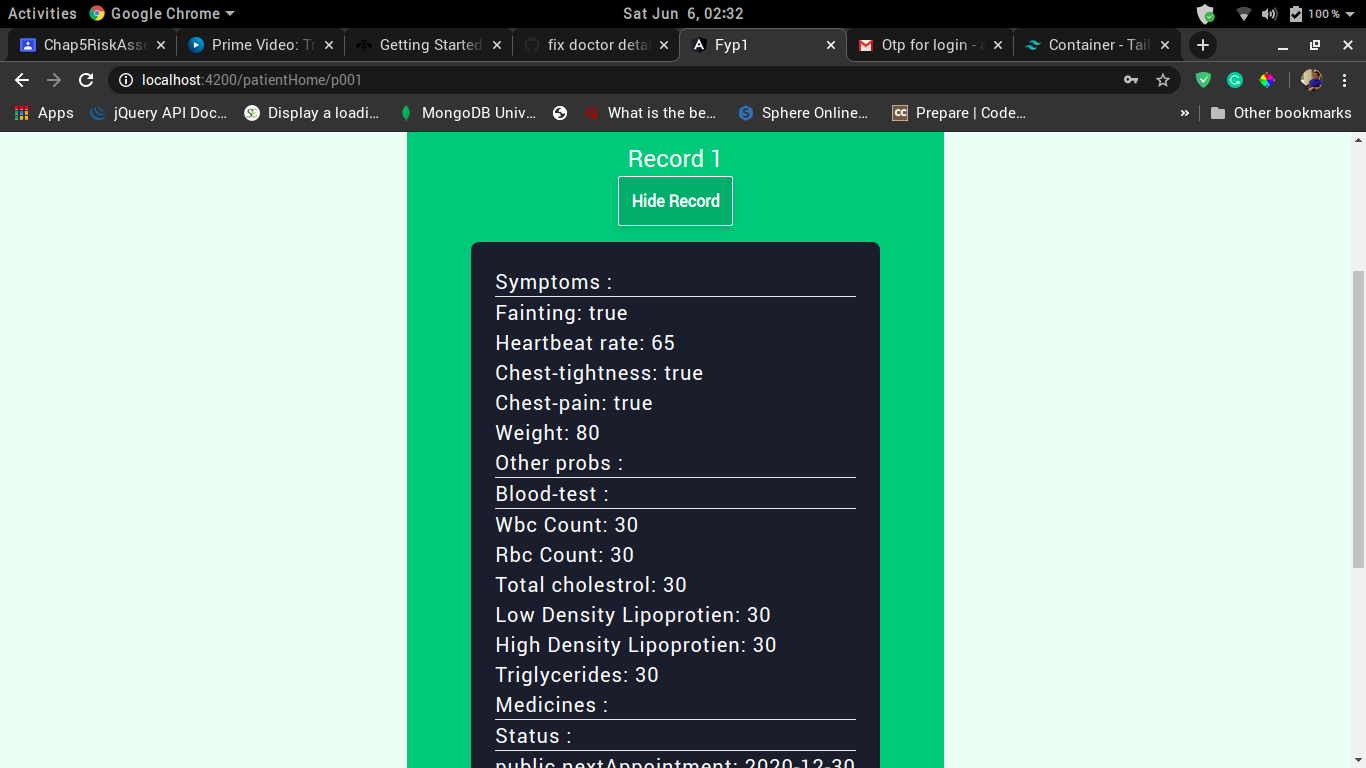 Activities Google Chrome Sat Jun 6, 02:32 100 %
Chap5RiskAsse Prime Video: Tr Getting Started fix doctor detai Fyp1 Otp for login - a Container - Tail
localhost:4200/patientHome/p001
Apps jQuery API Doc... Display a loadi... MongoDB Univ... What is the be... Sphere Online... CC Prepare | Code... » Other bookmarks
Record 1
Hide Record
Symptoms :
Fainting: true
Heartbeat rate: 65
Chest-tightness: true
Chest-pain: true
Weight: 80
Other probs :
Blood-test :
Wbc Count: 30
Rbc Count: 30
Total cholestrol: 30
Low Density Lipoprotien: 30
High Density Lipoprotien: 30
Triglycerides: 30
Medicines :
Status :
public nextAppointment: 2020-12-30